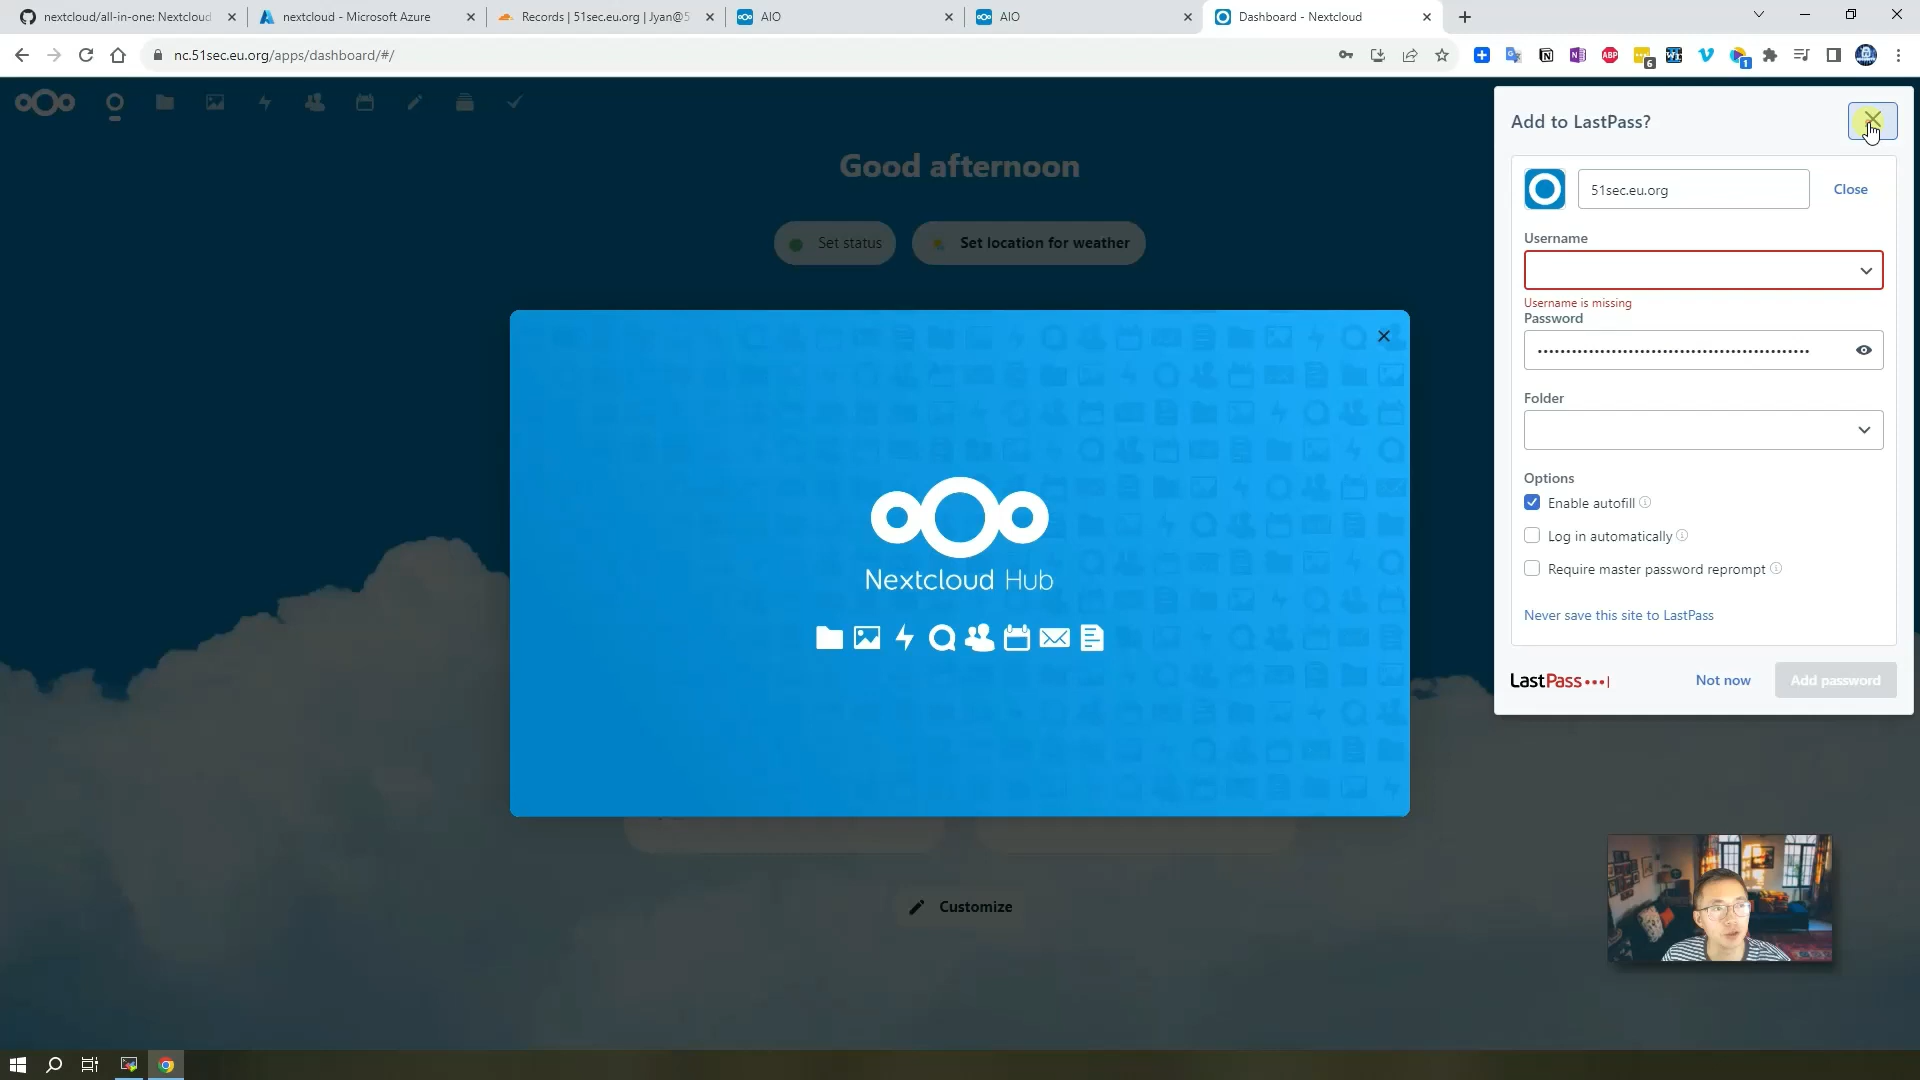 nextcloud/all-in-one: Nextcloud
nextcloud - Microsoft Azure
Records | 51sec.eu.org | Jyan@5
AIO
AIO
Dashboard - Nextcloud
nc.51sec.eu.org/apps/dashboard/#/
6
1
Good afternoon
Set status
Set location for weather
Nextcloud Hub
Customize
Add to LastPass?
51sec.eu.org
Close
Username
Username is missing
Password
Folder
Options
Enable autofill
Log in automatically
Require master password reprompt
Never save this site to LastPass
LastPass
Not now
Add password